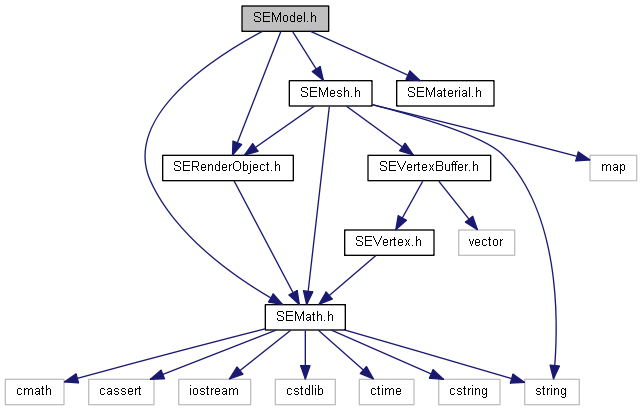 SEModel.h
SEMesh.h
SEMaterial.h
SERenderObject.h
SEVertexBuffer.h
map
SEVertex.h
vector
SEMath.h
cmath
cassert
iostream
cstdlib
ctime
cstring
string